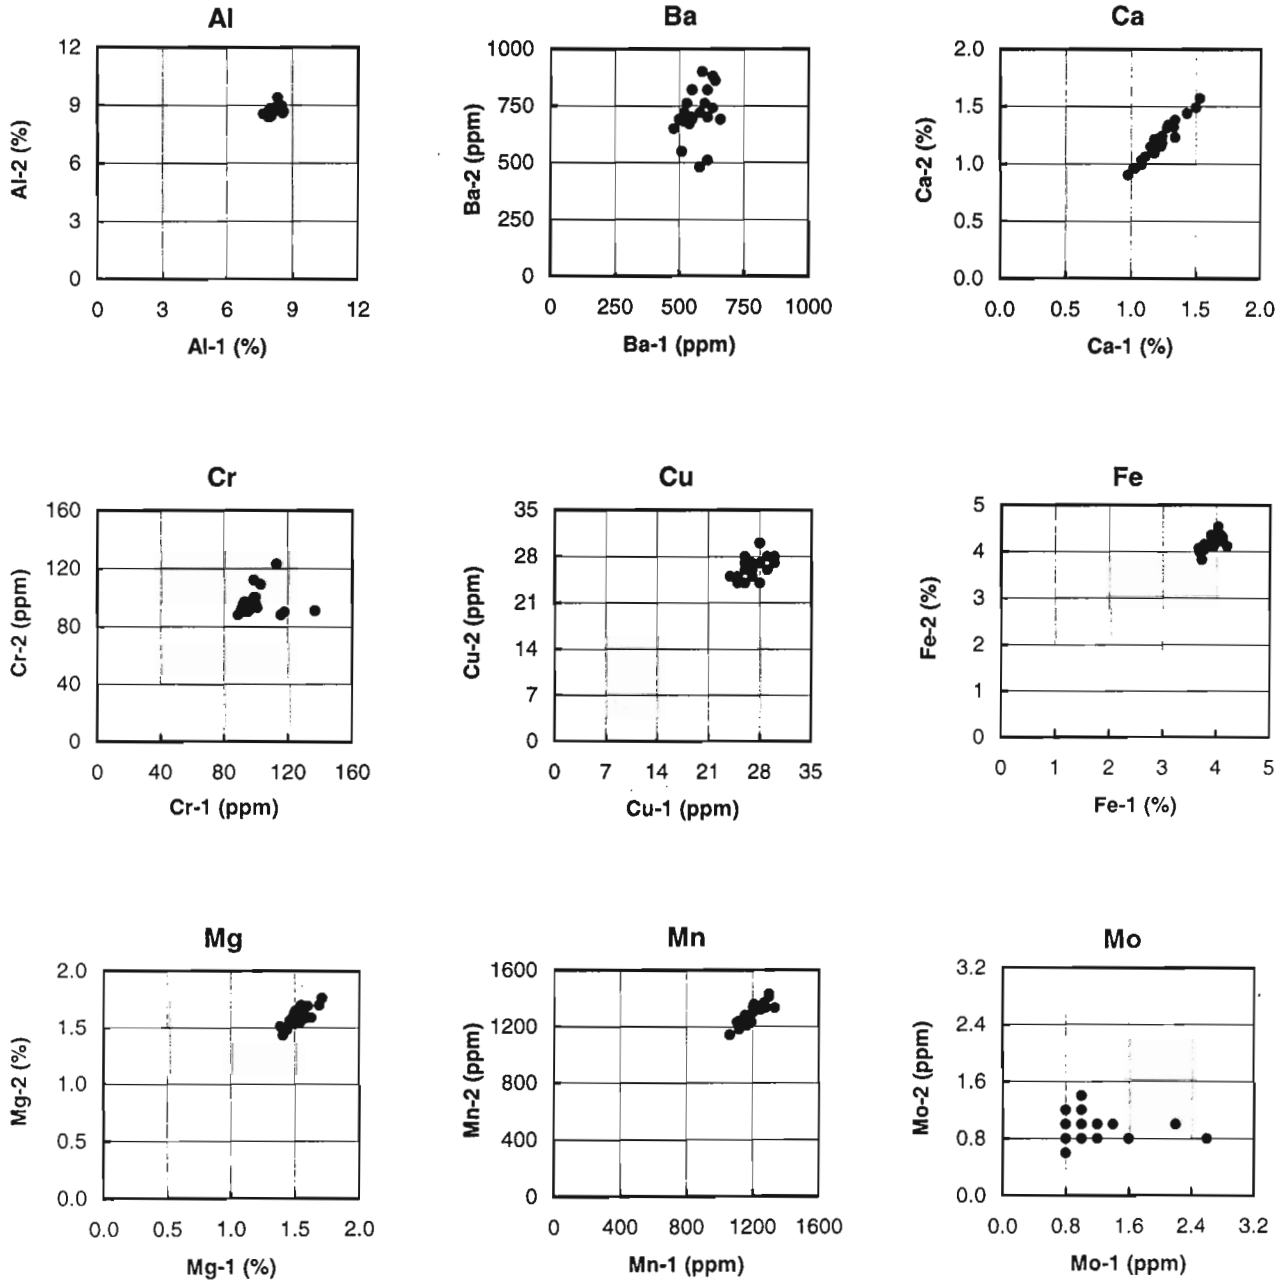 Al
Ba
Ca
12
9
6
3
0
Al-2 (%)
0 3 6 9 12
Al-1 (%)
1000
750
500
250
0
Ba-2 (ppm)
0 250 500 750 1000
Ba-1 (ppm)
2.0
1.5
1.0
0.5
0.0
Ca-2 (%)
0.0 0.5 1.0 1.5 2.0
Ca-1 (%)
Cr
Cu
Fe
160
120
80
40
0
Cr-2 (ppm)
0 40 80 120 160
Cr-1 (ppm)
35
28
21
14
7
0
Cu-2 (ppm)
0 7 14 21 28 35
Cu-1 (ppm)
5
4
3
2
1
0
Fe-2 (%)
0 1 2 3 4 5
Fe-1 (%)
Mg
Mn
Mo
2.0
1.5
1.0
0.5
0.0
Mg-2 (%)
0.0 0.5 1.0 1.5 2.0
Mg-1 (%)
1600
1200
800
400
0
Mn-2 (ppm)
0 400 800 1200 1600
Mn-1 (ppm)
3.2
2.4
1.6
0.8
0.0
Mo-2 (ppm)
0.0 0.8 1.6 2.4 3.2
Mo-1 (ppm)